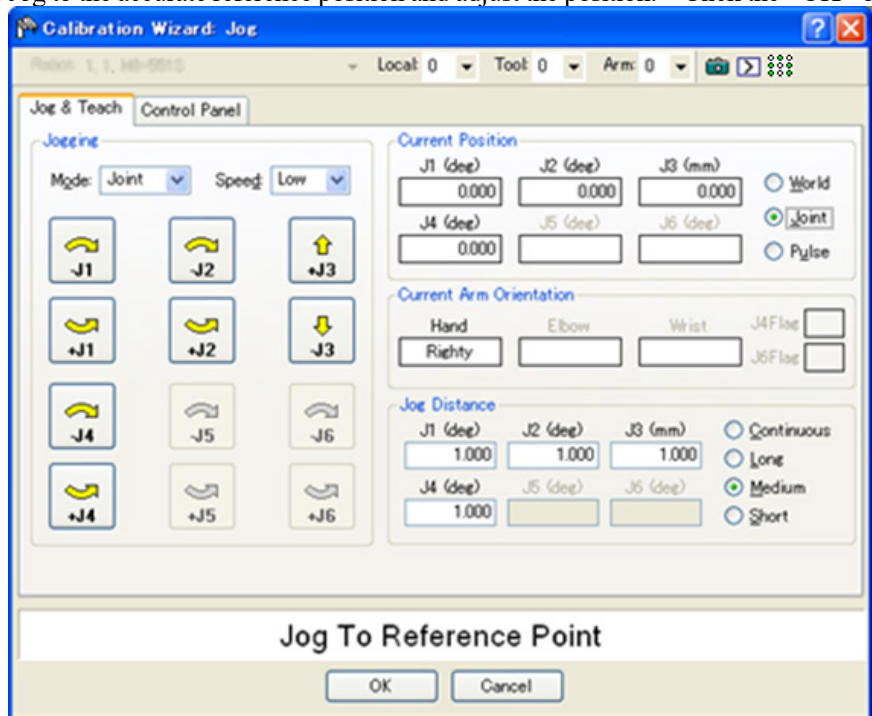 Jog to the accurate reference position and adjust the position.
Calibration Wizard: Jog
Robot: 1, 1, H8-551S Local: 0 Tool: 0 Arm: 0
Jog & Teach Control Panel
Jogging
Mode: Joint Speed: Low
-J1 -J2 +J3
+J1 +J2 -J3
-J4 -J5 -J6
+J4 +J5 +J6
Current Position
J1 (deg) J2 (deg) J3 (mm)
0.000 0.000 0.000
J4 (deg) J5 (deg) J6 (deg)
0.000
World
Joint
Pulse
Current Arm Orientation
Hand Elbow Wrist J4Flag
Righty J6Flag
Jog Distance
J1 (deg) J2 (deg) J3 (mm)
1.000 1.000 1.000
J4 (deg) J5 (deg) J6 (deg)
1.000
Continuous
Long
Medium
Short
Jog To Reference Point
OK Cancel